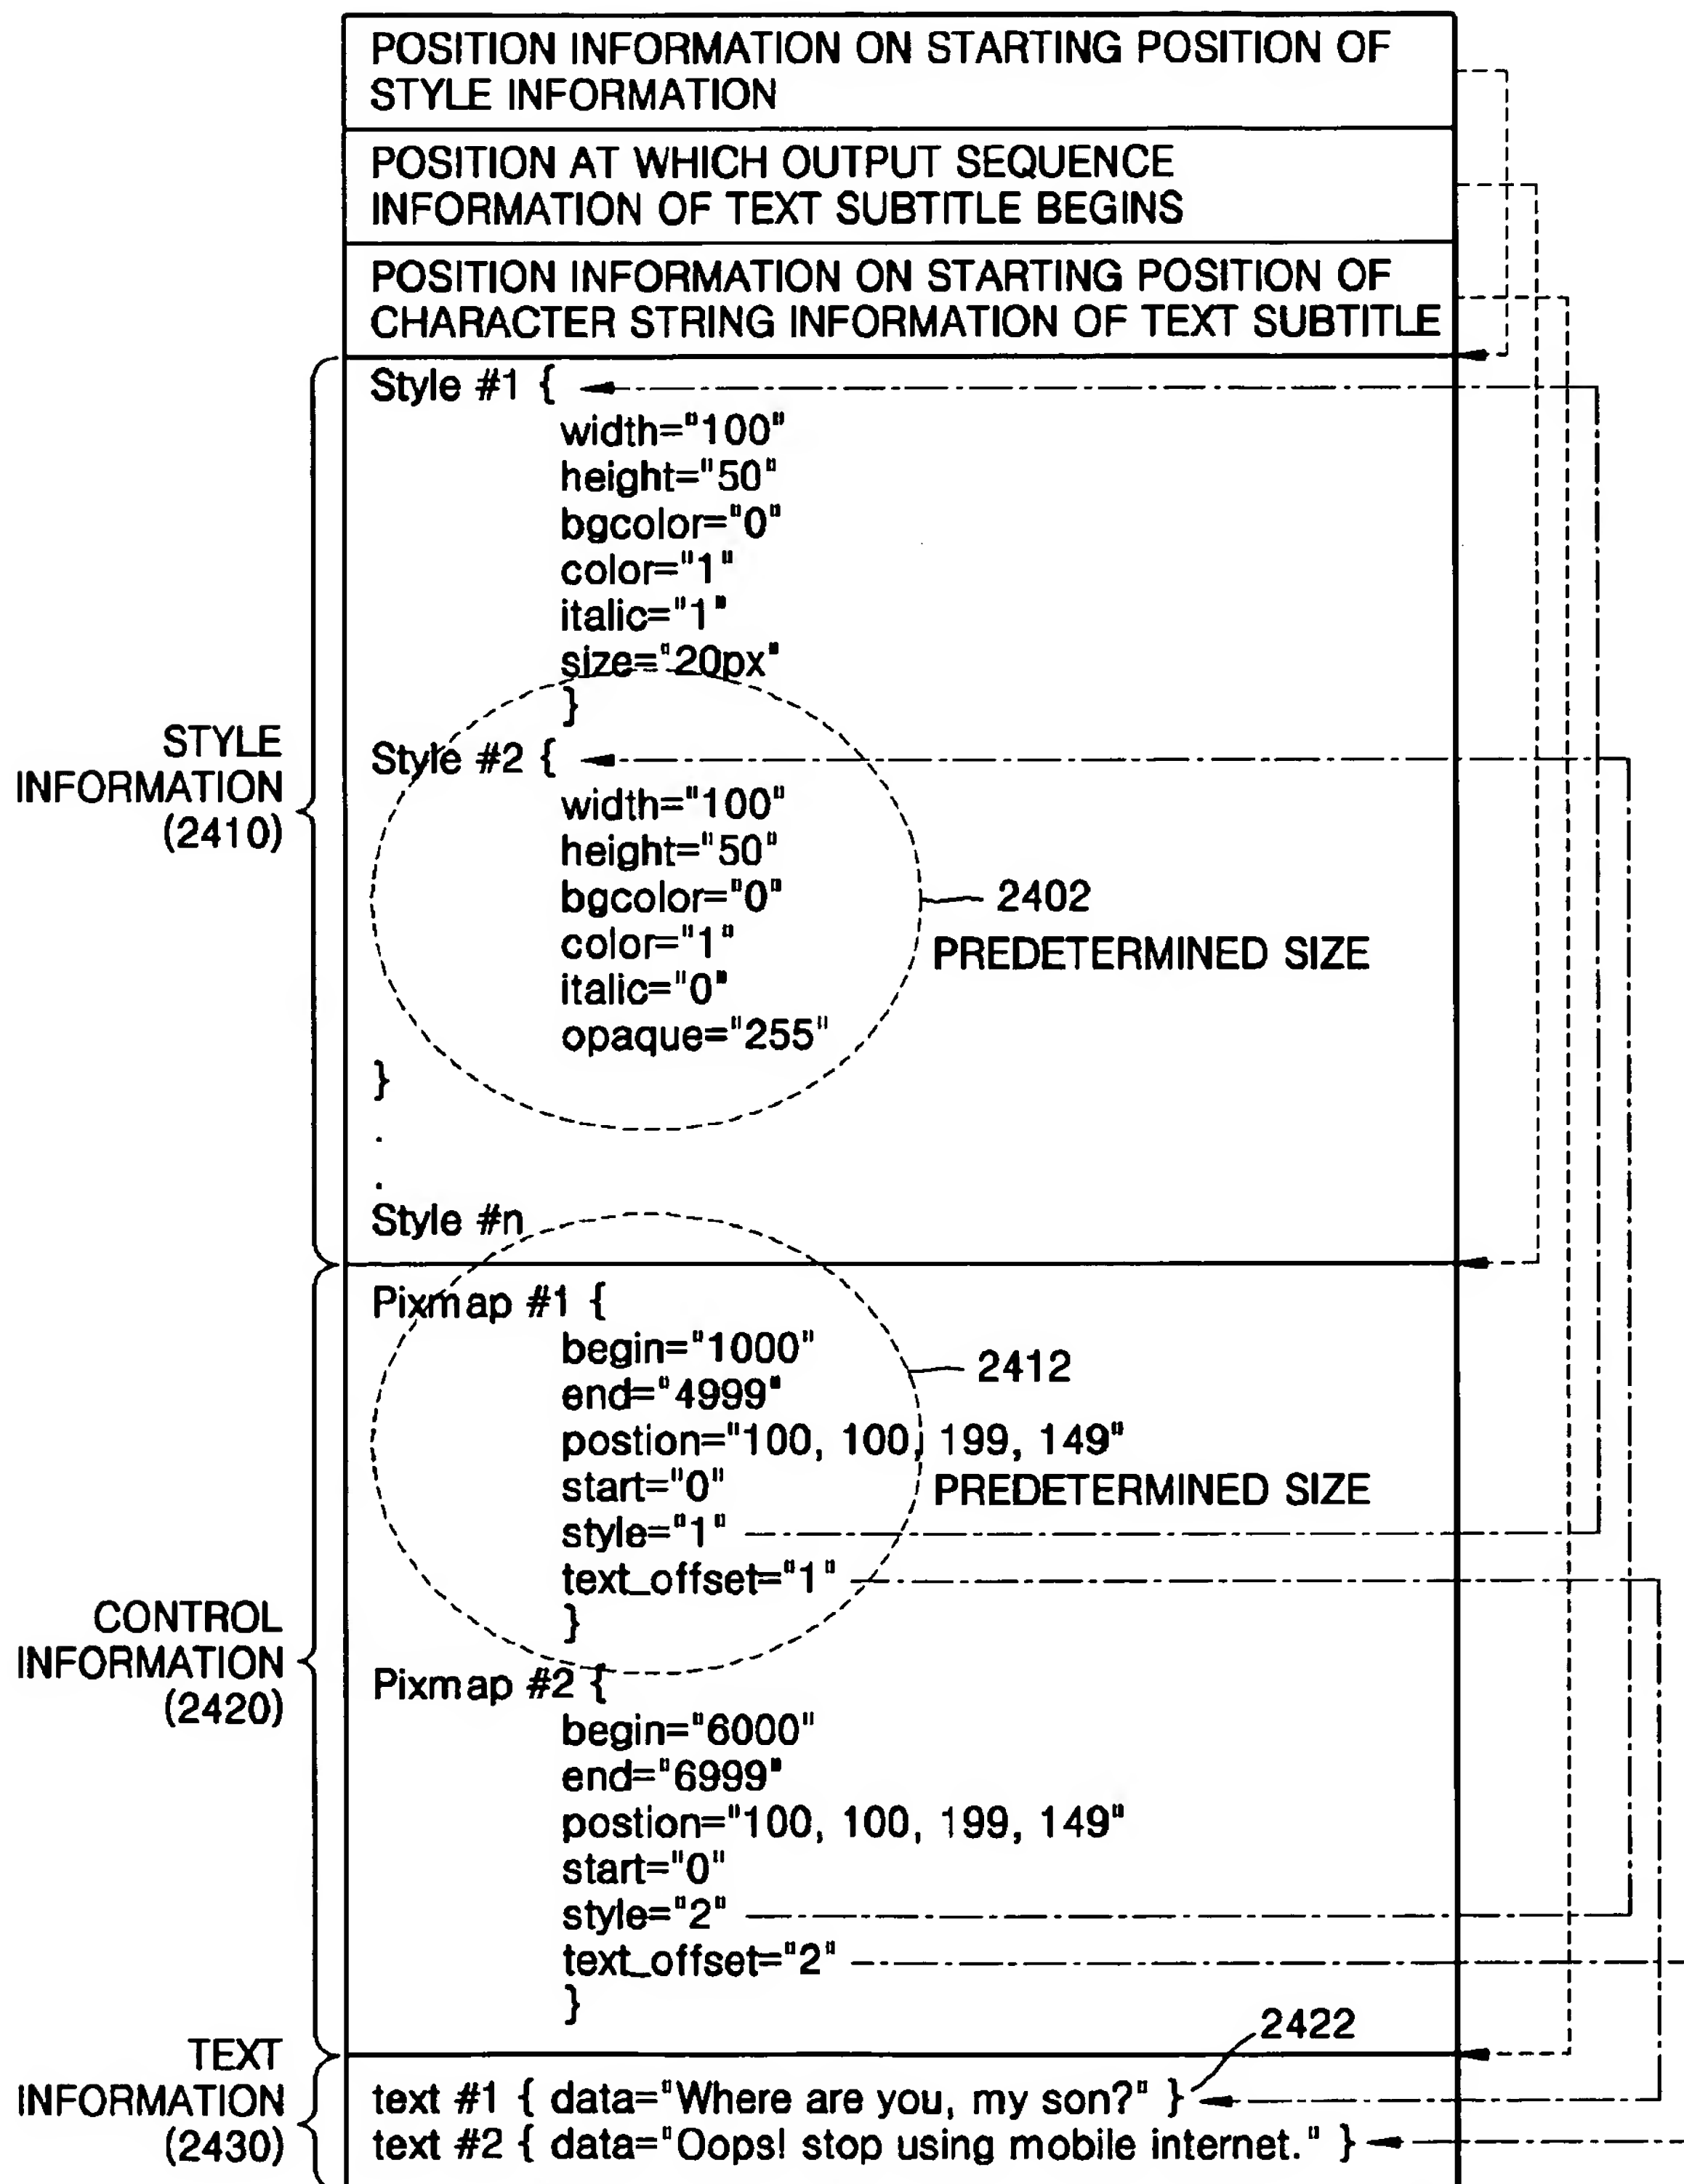 POSITION INFORMATION ON STARTING POSITION OF
STYLE INFORMATION
POSITION AT WHICH OUTPUT SEQUENCE
INFORMATION OF TEXT SUBTITLE BEGINS
POSITION INFORMATION ON STARTING POSITION OF
CHARACTER STRING INFORMATION OF TEXT SUBTITLE
STYLE
INFORMATION
(2410)
Style #1 {
width="100"
height="50"
bgcolor="0"
color="1"
italic="1"
size="20px"
}
Style #2 {
width="100"
height="50"
bgcolor="0"
color="1"
italic="0"
opaque="255"
}
.
.
Style #n
2402
PREDETERMINED SIZE
CONTROL
INFORMATION
(2420)
Pixmap #1 {
begin="1000"
end="4999"
postion="100, 100, 199, 149"
start="0"
style="1"
text_offset="1"
}
2412
PREDETERMINED SIZE
Pixmap #2 {
begin="6000"
end="6999"
postion="100, 100, 199, 149"
start="0"
style="2"
text_offset="2"
}
TEXT
INFORMATION
(2430)
2422
text #1 { data="Where are you, my son?" }
text #2 { data="Oops! stop using mobile internet." }